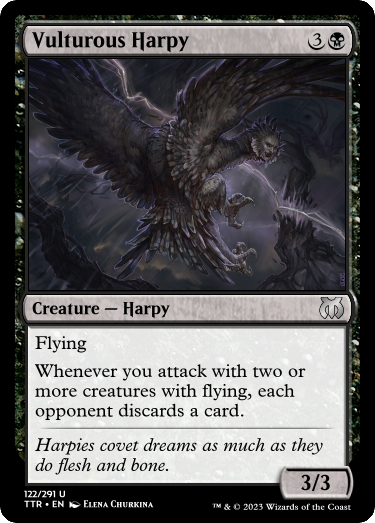 Vulturous Harpy 3
Creature — Harpy
Flying
Whenever you attack with two or
more creatures with flying, each
opponent discards a card.
Harpies covet dreams as much as they
do flesh and bone.
3/3
122/291 U
TTR • EN Elena Churkina
™ & © 2023 Wizards of the Coast